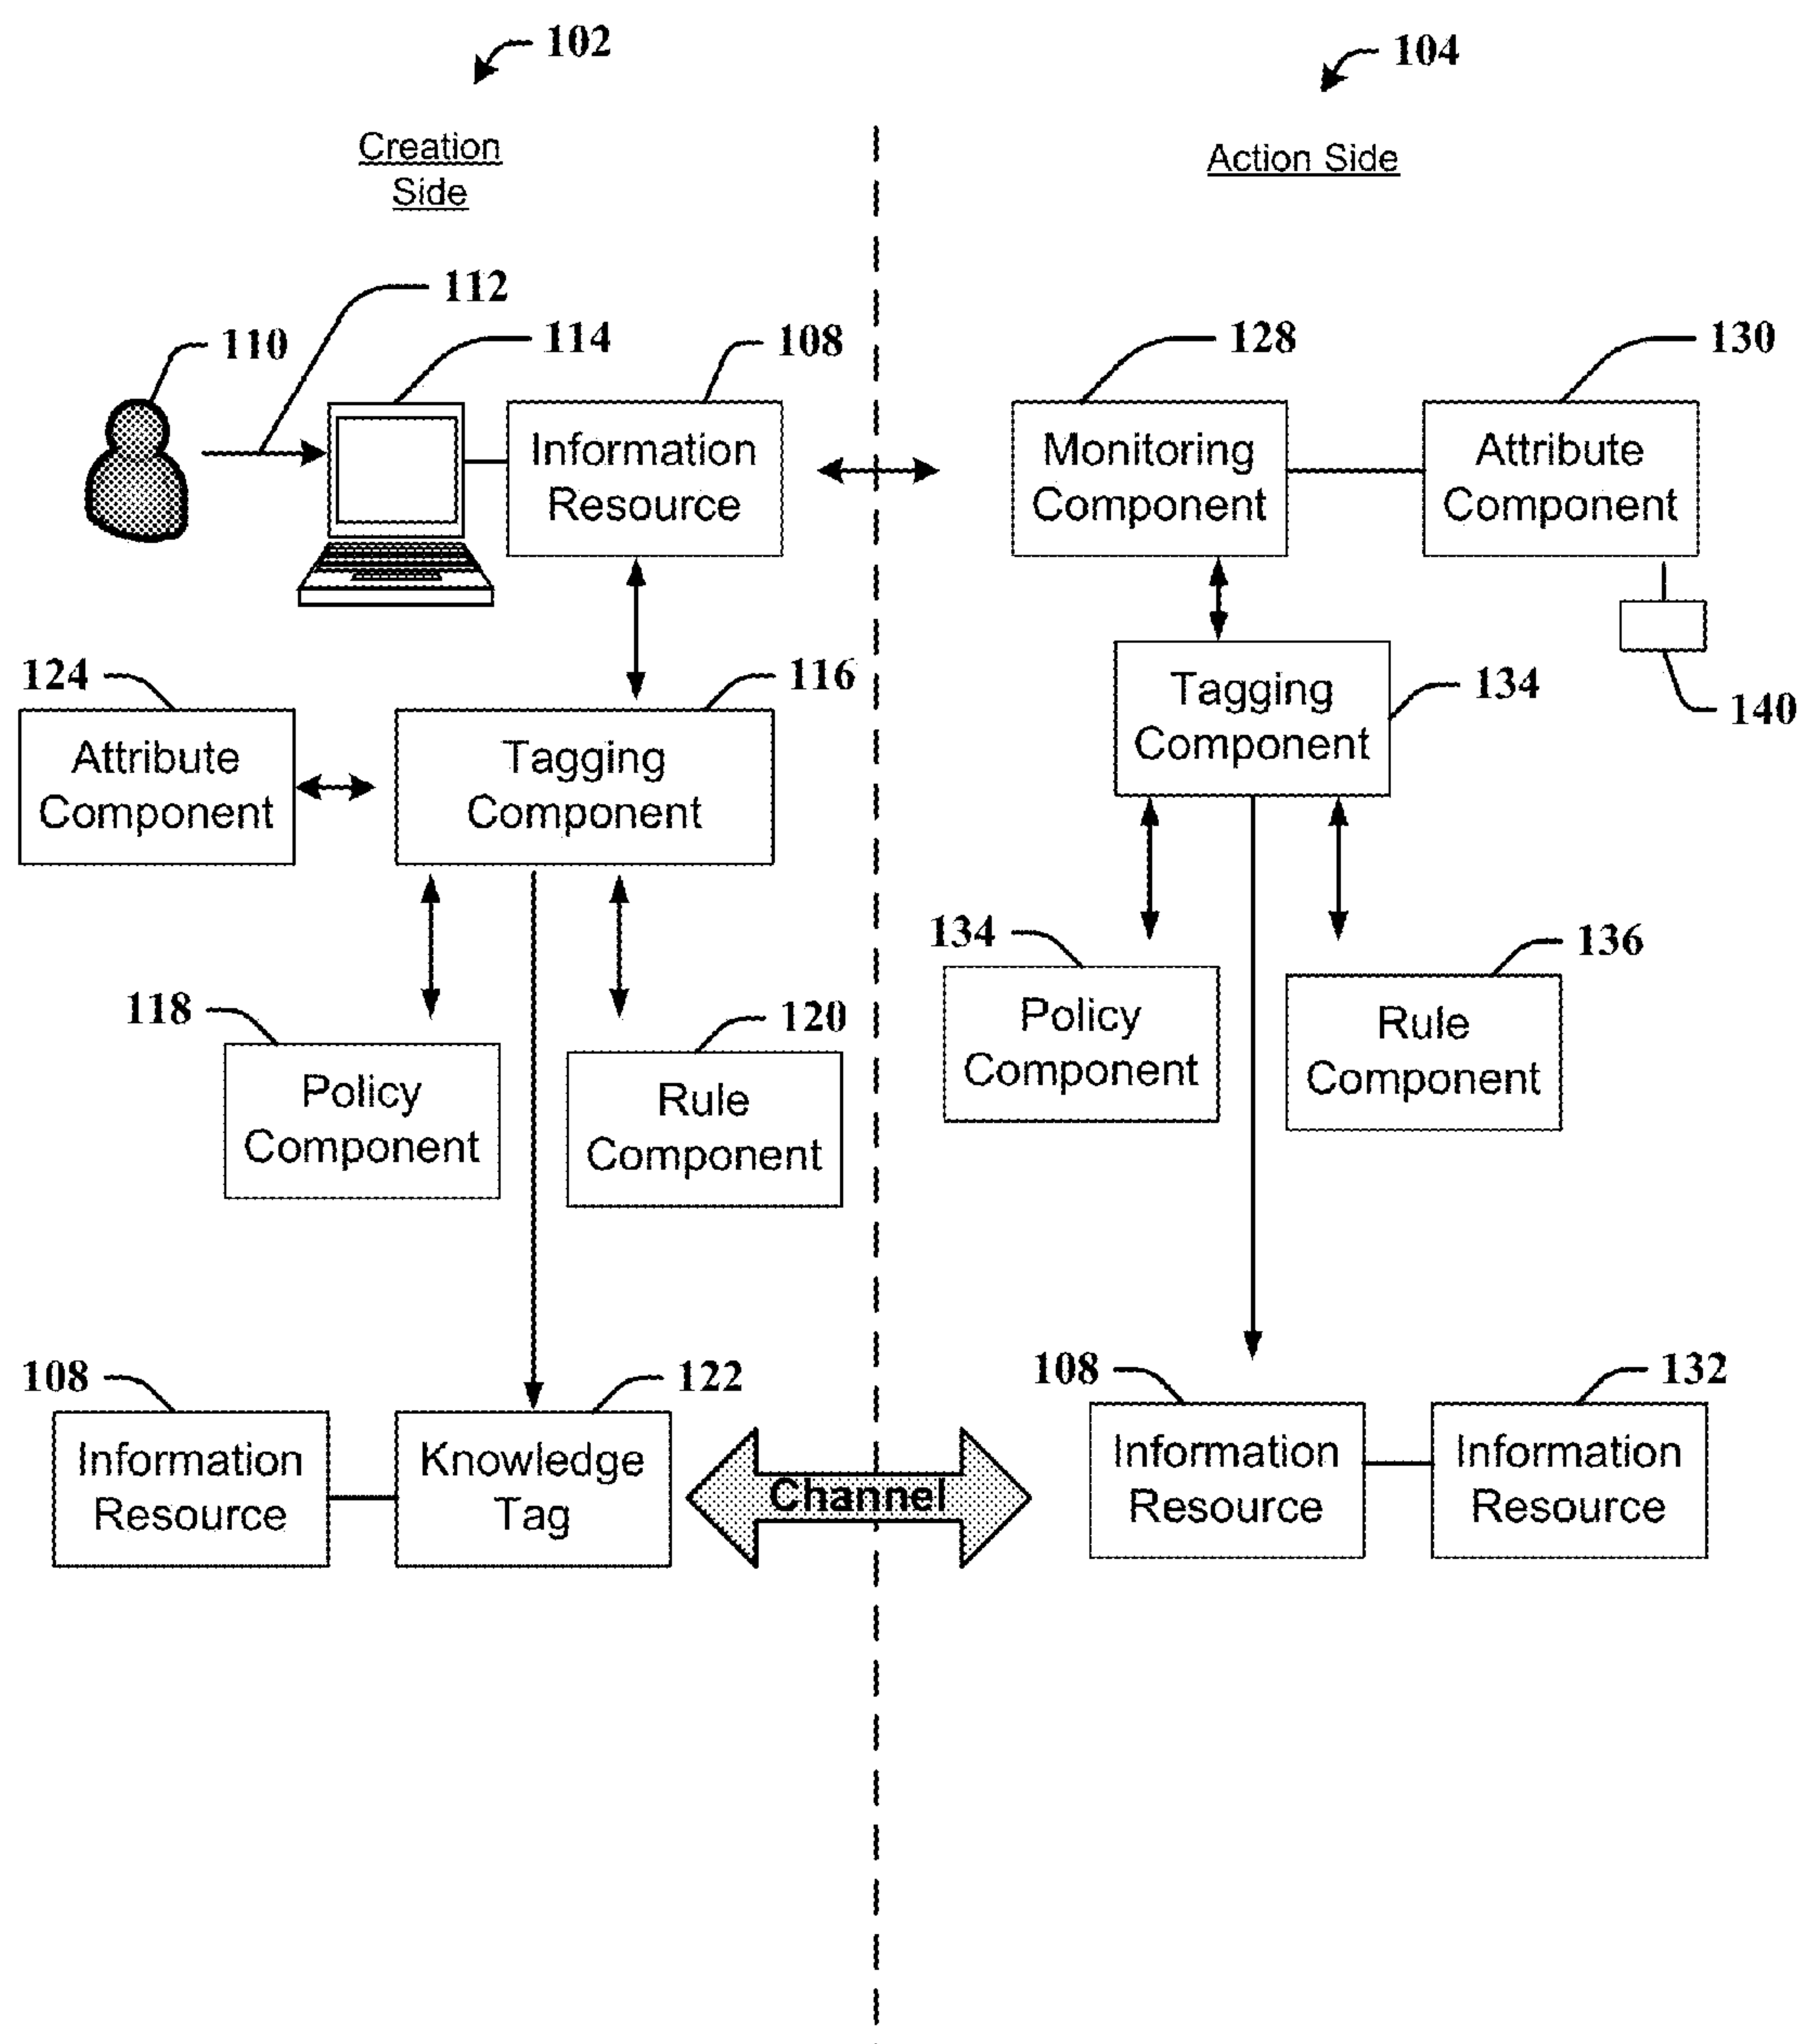 102
104
Creation
Side
Action Side
112
110
114
108
128
130
Information
Resource
Monitoring
Component
Attribute
Component
124
116
134
140
Tagging
Component
Attribute
Component
Tagging
Component
134
136
118
120
Policy
Component
Rule
Component
Policy
Component
Rule
Component
108
122
108
132
Information
Resource
Knowledge
Tag
Channel
Information
Resource
Information
Resource